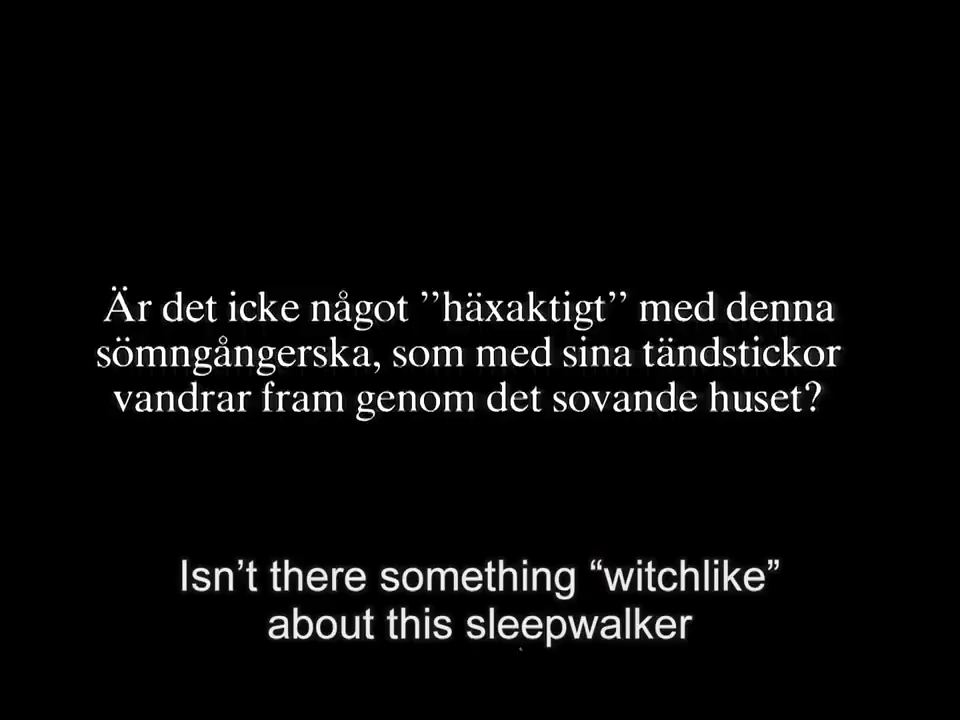 Är det icke något ”häxaktigt” med denna
sömngångerska, som med sina tändstickor
vandrar fram genom det sovande huset?
Isn’t there something “witchlike”
about this sleepwalker